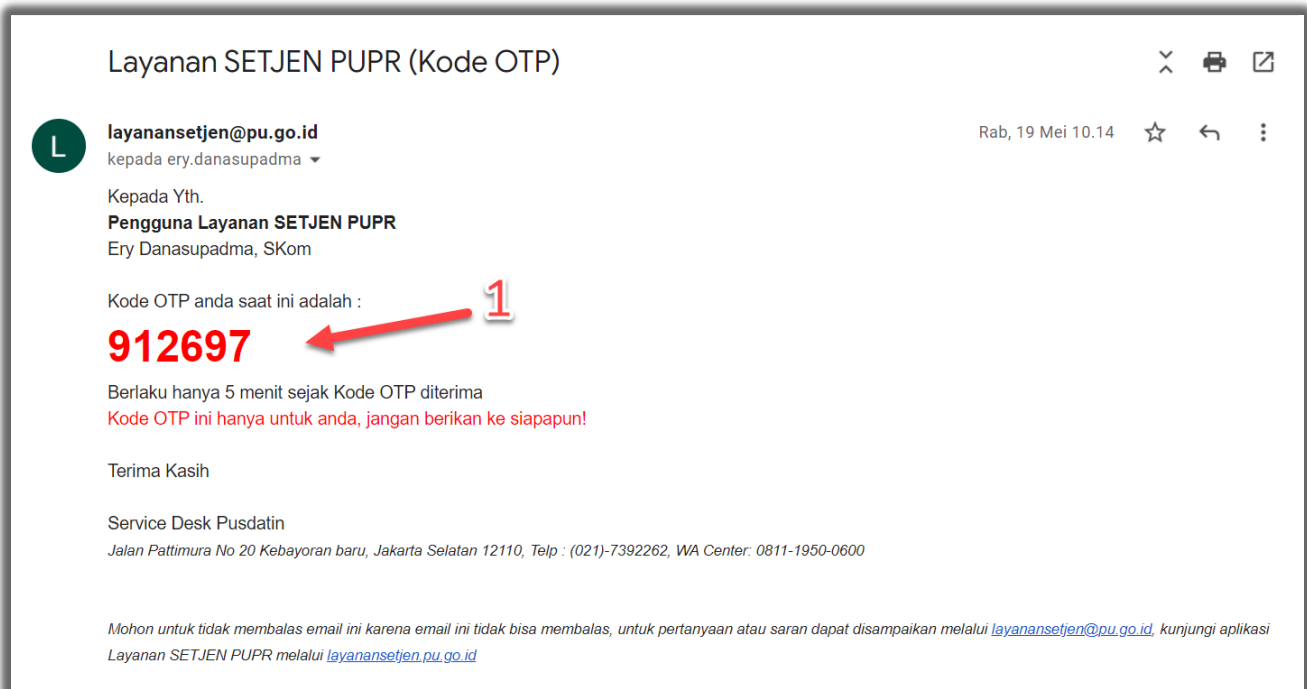 Layanan SETJEN PUPR (Kode OTP)
L
layanansetjen@pu.go.id
Rab, 19 Mei 10.14
kepada ery.danasupadma
Kepada Yth.
Pengguna Layanan SETJEN PUPR
Ery Danasupadma, SKom
Kode OTP anda saat ini adalah :
1
912697
Berlaku hanya 5 menit sejak Kode OTP diterima
Kode OTP ini hanya untuk anda, jangan berikan ke siapapun!
Terima Kasih
Service Desk Pusdatin
Jalan Pattimura No 20 Kebayoran baru, Jakarta Selatan 12110, Telp : (021)-7392262, WA Center: 0811-1950-0600
Mohon untuk tidak membalas email ini karena email ini tidak bisa membalas, untuk pertanyaan atau saran dapat disampaikan melalui layanansetjen@pu.go.id, kunjungi aplikasi
Layanan SETJEN PUPR melalui layanansetjen.pu.go.id